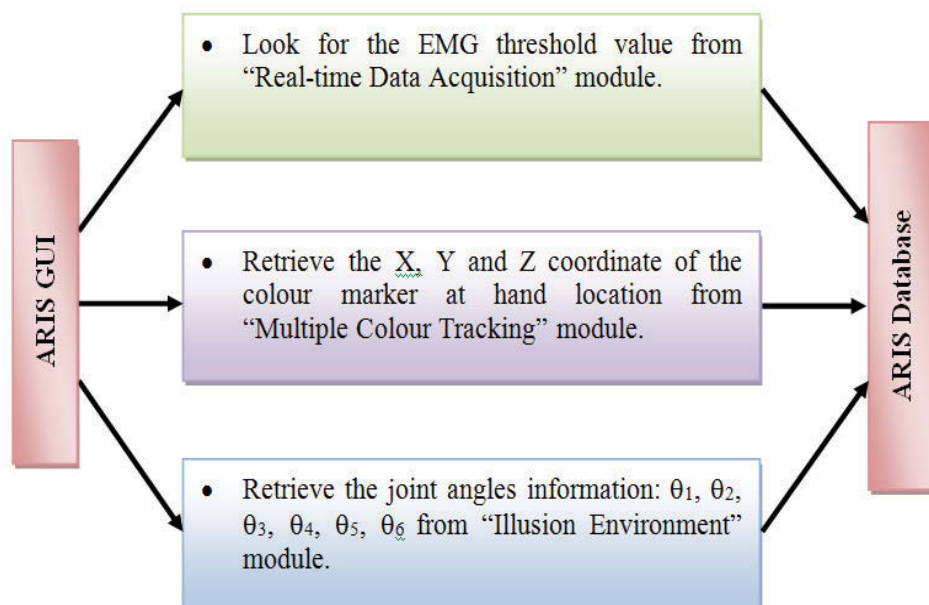 ARIS GUI
• Look for the EMG threshold value from
“Real-time Data Acquisition” module.
• Retrieve the X, Y and Z coordinate of the
colour marker at hand location from
“Multiple Colour Tracking” module.
• Retrieve the joint angles information: θ1, θ2,
θ3, θ4, θ5, θ6 from “Illusion Environment”
module.
ARIS Database